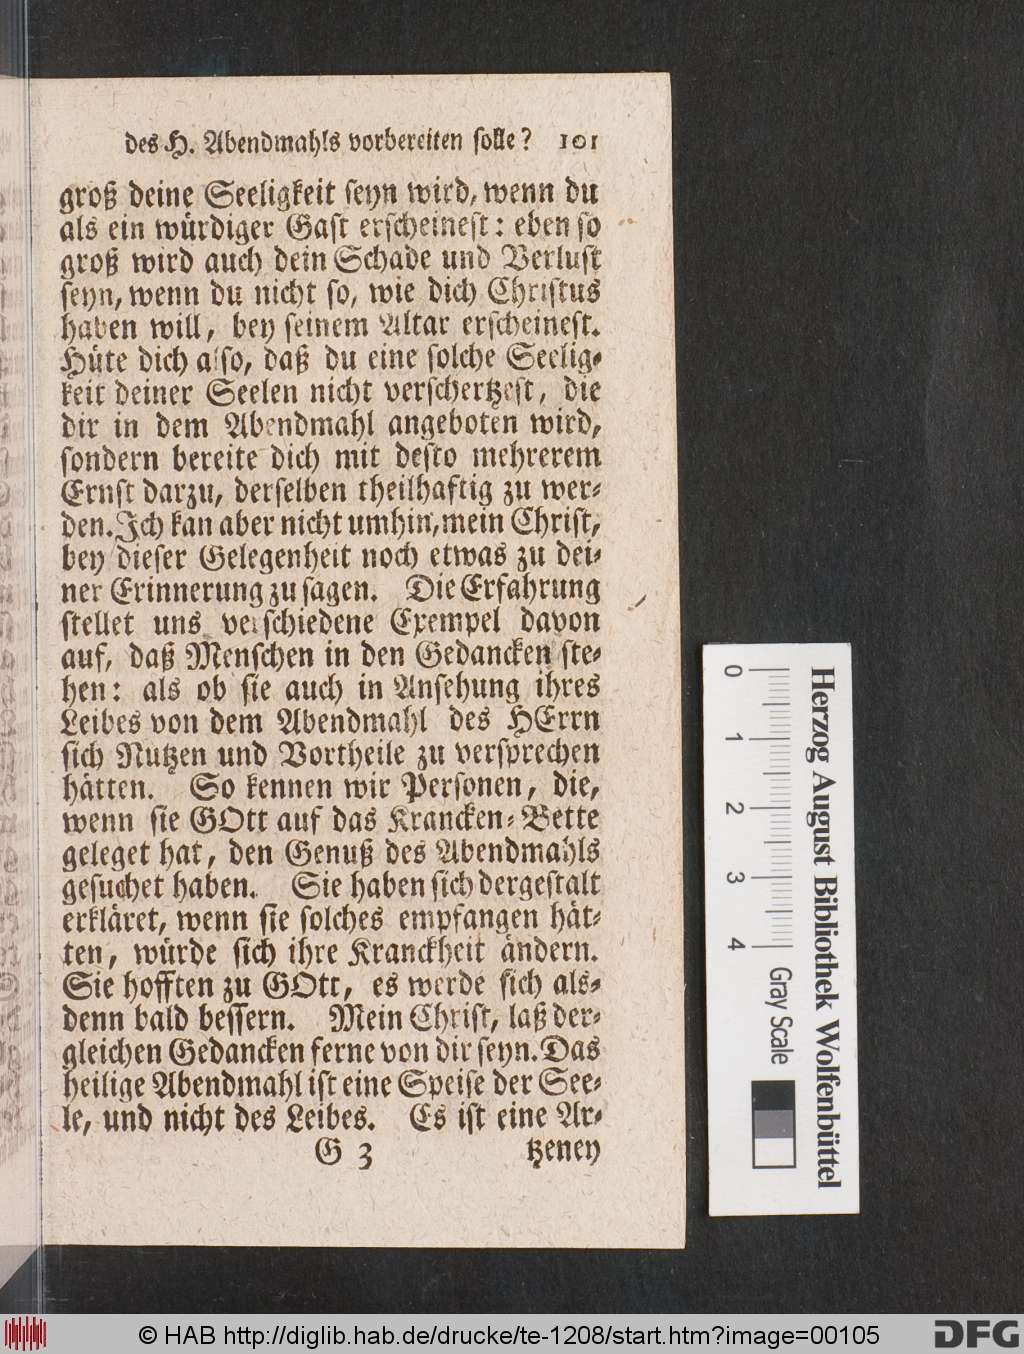 des H. Abendmahls vorbereiten solle? 101
groß deine Seeligkeit seyn wird, wenn du
als ein würdiger Gast erscheinest: eben so
groß wird auch dein Schade und Verlust
seyn, wenn du nicht so, wie dich Christus
haben will, bey seinem Altar erscheinest.
Hüte dich also, daß du eine solche Seelig-
keit deiner Seelen nicht verschertzest, die
dir in dem Abendmahl angeboten wird,
sondern bereite dich mit desto mehrerem
Ernst darzu, derselben theilhaftig zu wer-
den. Ich kan aber nicht umhin, mein Christ,
bey dieser Gelegenheit noch etwas zu dei-
ner Erinnerung zu sagen. Die Erfahrung
stellet uns verschiedene Exempel davon
auf, daß Menschen in den Gedancken ste-
hen: als ob sie auch in Ansehung ihres
Leibes von dem Abendmahl des HErrn
sich Nutzen und Vortheile zu versprechen
hätten. So kennen wir Personen, die,
wenn sie GOtt auf das Krancken-Bette
geleget hat, den Genuß des Abendmahls
gesuchet haben. Sie haben sich dergestalt
erkläret, wenn sie solches empfangen hät-
ten, würde sich ihre Kranckheit ändern.
Sie hofften zu GOtt, es werde sich als-
denn bald bessern. Mein Christ, laß der-
gleichen Gedancken ferne von dir seyn. Das
heilige Abendmahl ist eine Speise der See-
le, und nicht des Leibes. Es ist eine Ar-
G 3 tzeney
0 1 2 3 4
Gray Scale
Herzog August Bibliothek Wolfenbüttel
© HAB http://diglib.hab.de/drucke/te-1208/start.htm?image=00105
DFG